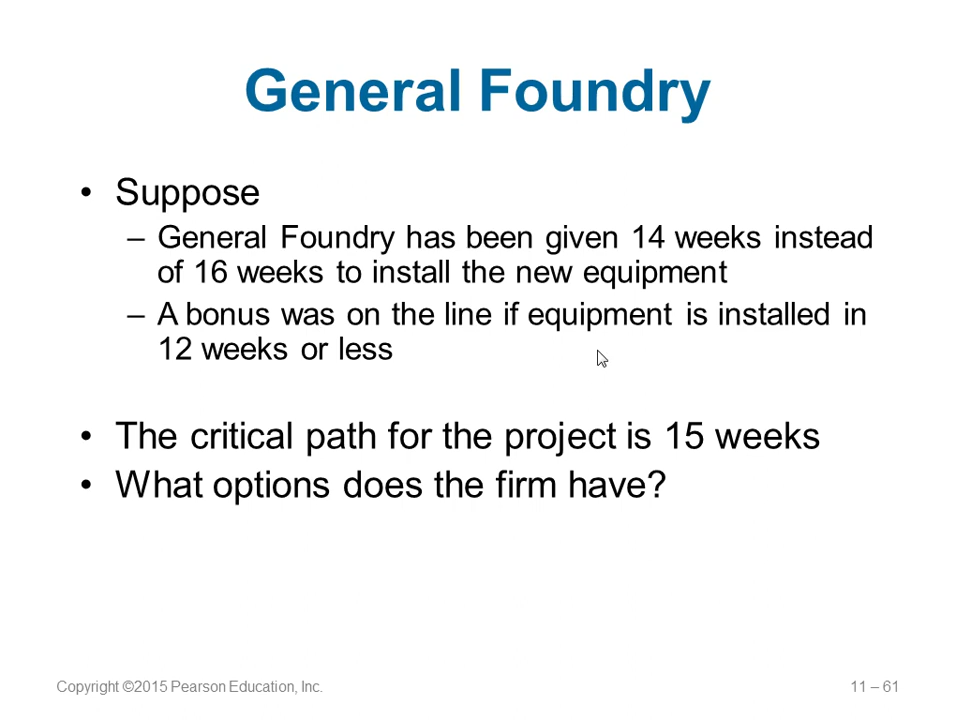 General Foundry
• Suppose
– General Foundry has been given 14 weeks instead
of 16 weeks to install the new equipment
– A bonus was on the line if equipment is installed in
12 weeks or less
• The critical path for the project is 15 weeks
• What options does the firm have?
Copyright ©2015 Pearson Education, Inc.
11 – 61